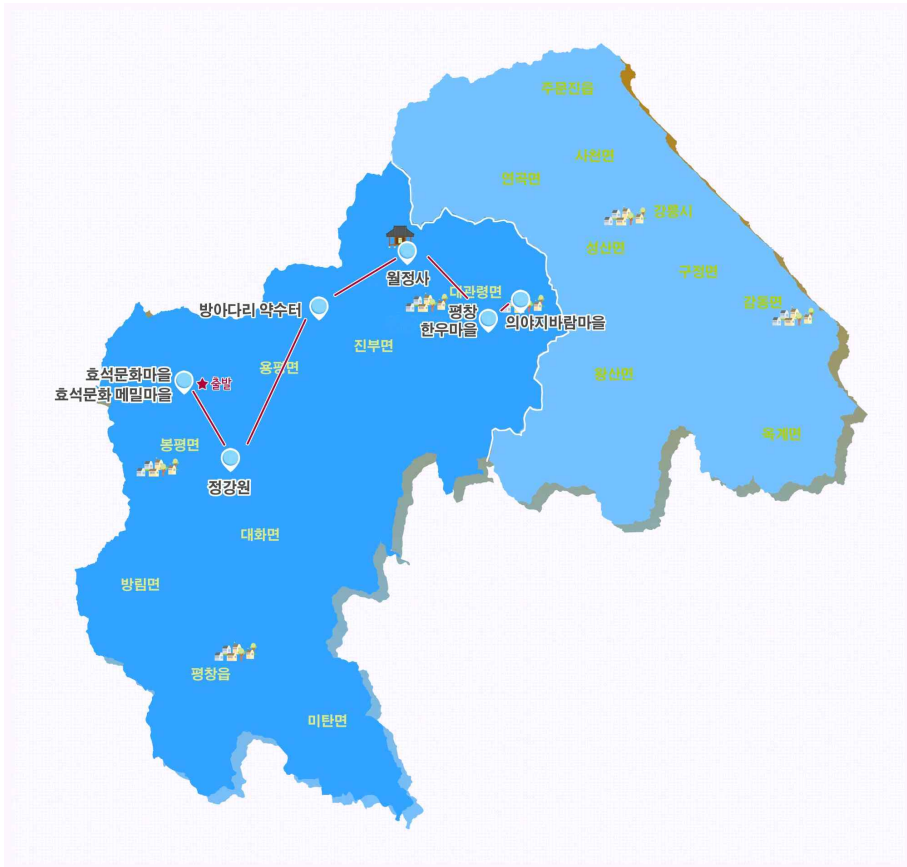 주문진읍
사천면
연곡면
강릉시
성산면
구정면
월정사
대관령면
강동면
방아다리 약수터
평창
한우마을
의야지바람마을
진부면
용평면
왕산면
효석문화마을
★출발
효석문화 메밀마을
옥계면
봉평면
정강원
대화면
방림면
평창읍
미탄면